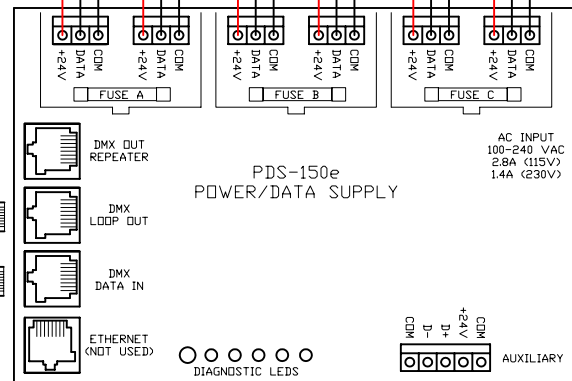 +24V DATA COM +24V DATA COM +24V DATA COM +24V DATA COM +24V DATA COM +24V DATA COM
FUSE A FUSE B FUSE C
DMX OUT
REPEATER
AC INPUT
100-240 VAC
2.8A (115V)
1.4A (230V)
PDS-150e
POWER/DATA SUPPLY
DMX
LOOP OUT
DMX
DATA IN
ETHERNET
(NOT USED)
DIAGNOSTIC LEDS
COM D- D+ +24V COM
AUXILIARY